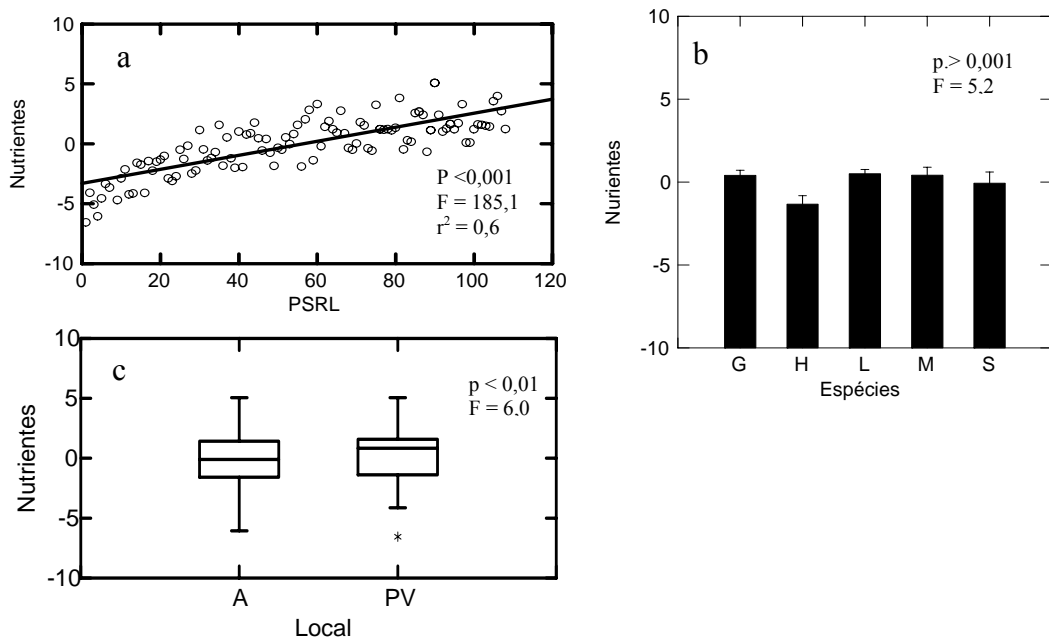 a
10
5
0
-5
-10
Nutrientes
P <0,001
F = 185,1
r² = 0,6
0 20 40 60 80 100 120
PSRL
b
10
5
0
-5
-10
Nurientes
p.> 0,001
F = 5,2
G H L M S
Espécies
c
10
5
0
-5
-10
Nutrientes
p < 0,01
F = 6,0
A PV
Local